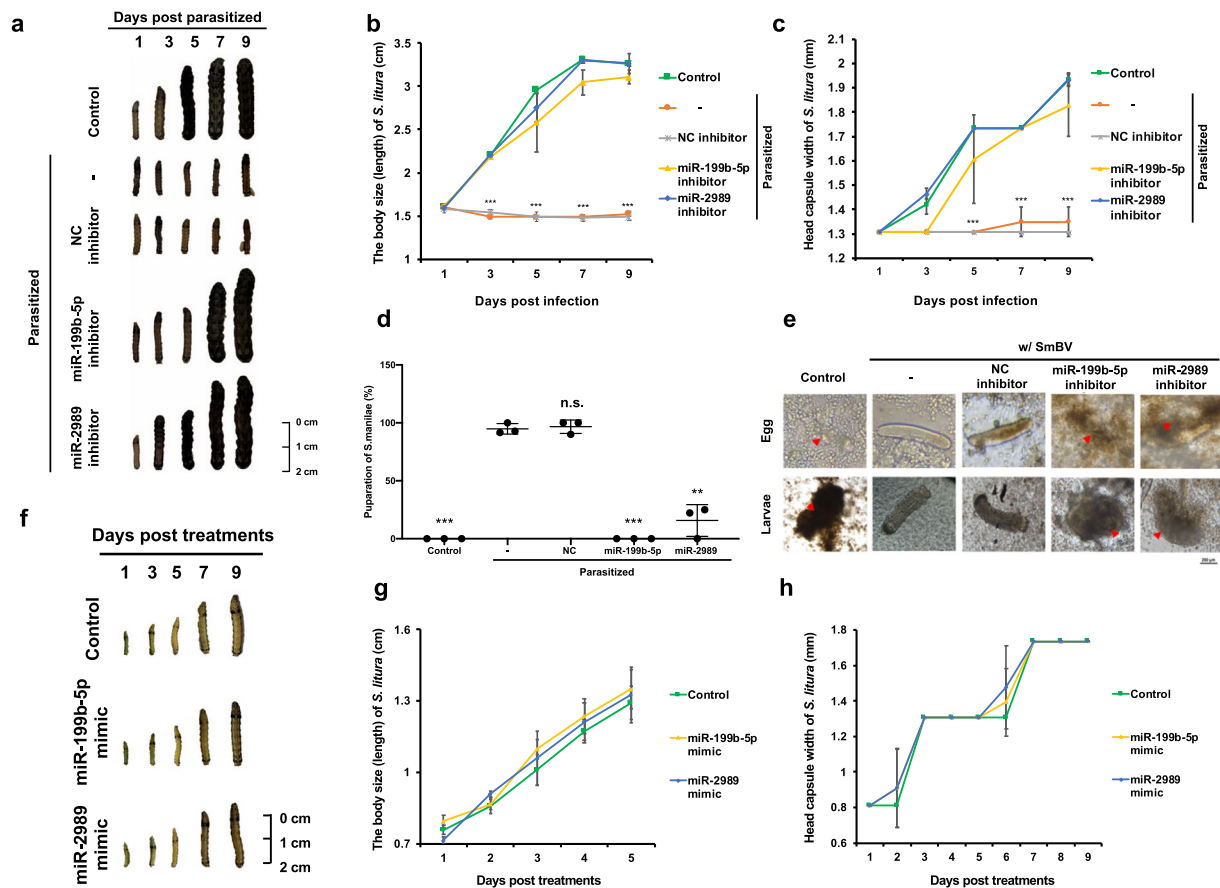 a
Days post parasitized
1 3 5 7 9
Control
-
NC
inhibitor
miR-199b-5p
inhibitor
miR-2989
inhibitor
Parasitized
0 cm
1 cm
2 cm
b
The body size (length) of S. litura (cm)
3.5
3
2.5
2
1.5
1
*** *** *** ***
1 3 5 7 9
Days post infection
Control
-
NC inhibitor
miR-199b-5p
inhibitor
miR-2989
inhibitor
Parasitized
c
Head capsule width of S. litura (mm)
2
1.9
1.8
1.7
1.6
1.5
1.4
1.3
1.2
*** *** ***
1 3 5 7 9
Days post infection
Control
-
NC inhibitor
miR-199b-5p
inhibitor
miR-2989
inhibitor
Parasitized
d
Puparation of S.manilae (%)
150
100
50
0
n.s.
*** *** **
Control - NC miR-199b-5p miR-2989
Parasitized
e
w/ SmBV
Control
-
NC
inhibitor
miR-199b-5p
inhibitor
miR-2989
inhibitor
Egg
Larvae
f
Days post treatments
1 3 5 7 9
Control
miR-199b-5p
mimic
miR-2989
mimic
0 cm
1 cm
2 cm
g
The body size (length) of S. litura (cm)
1.6
1.3
1
0.7
1 2 3 4 5
Days post treatments
Control
miR-199b-5p
mimic
miR-2989
mimic
h
Head capsule width of S. litura (mm)
1.8
1.6
1.4
1.2
1
0.8
0.6
1 2 3 4 5 6 7 8 9
Days post treatments
Control
miR-199b-5p
mimic
miR-2989
mimic